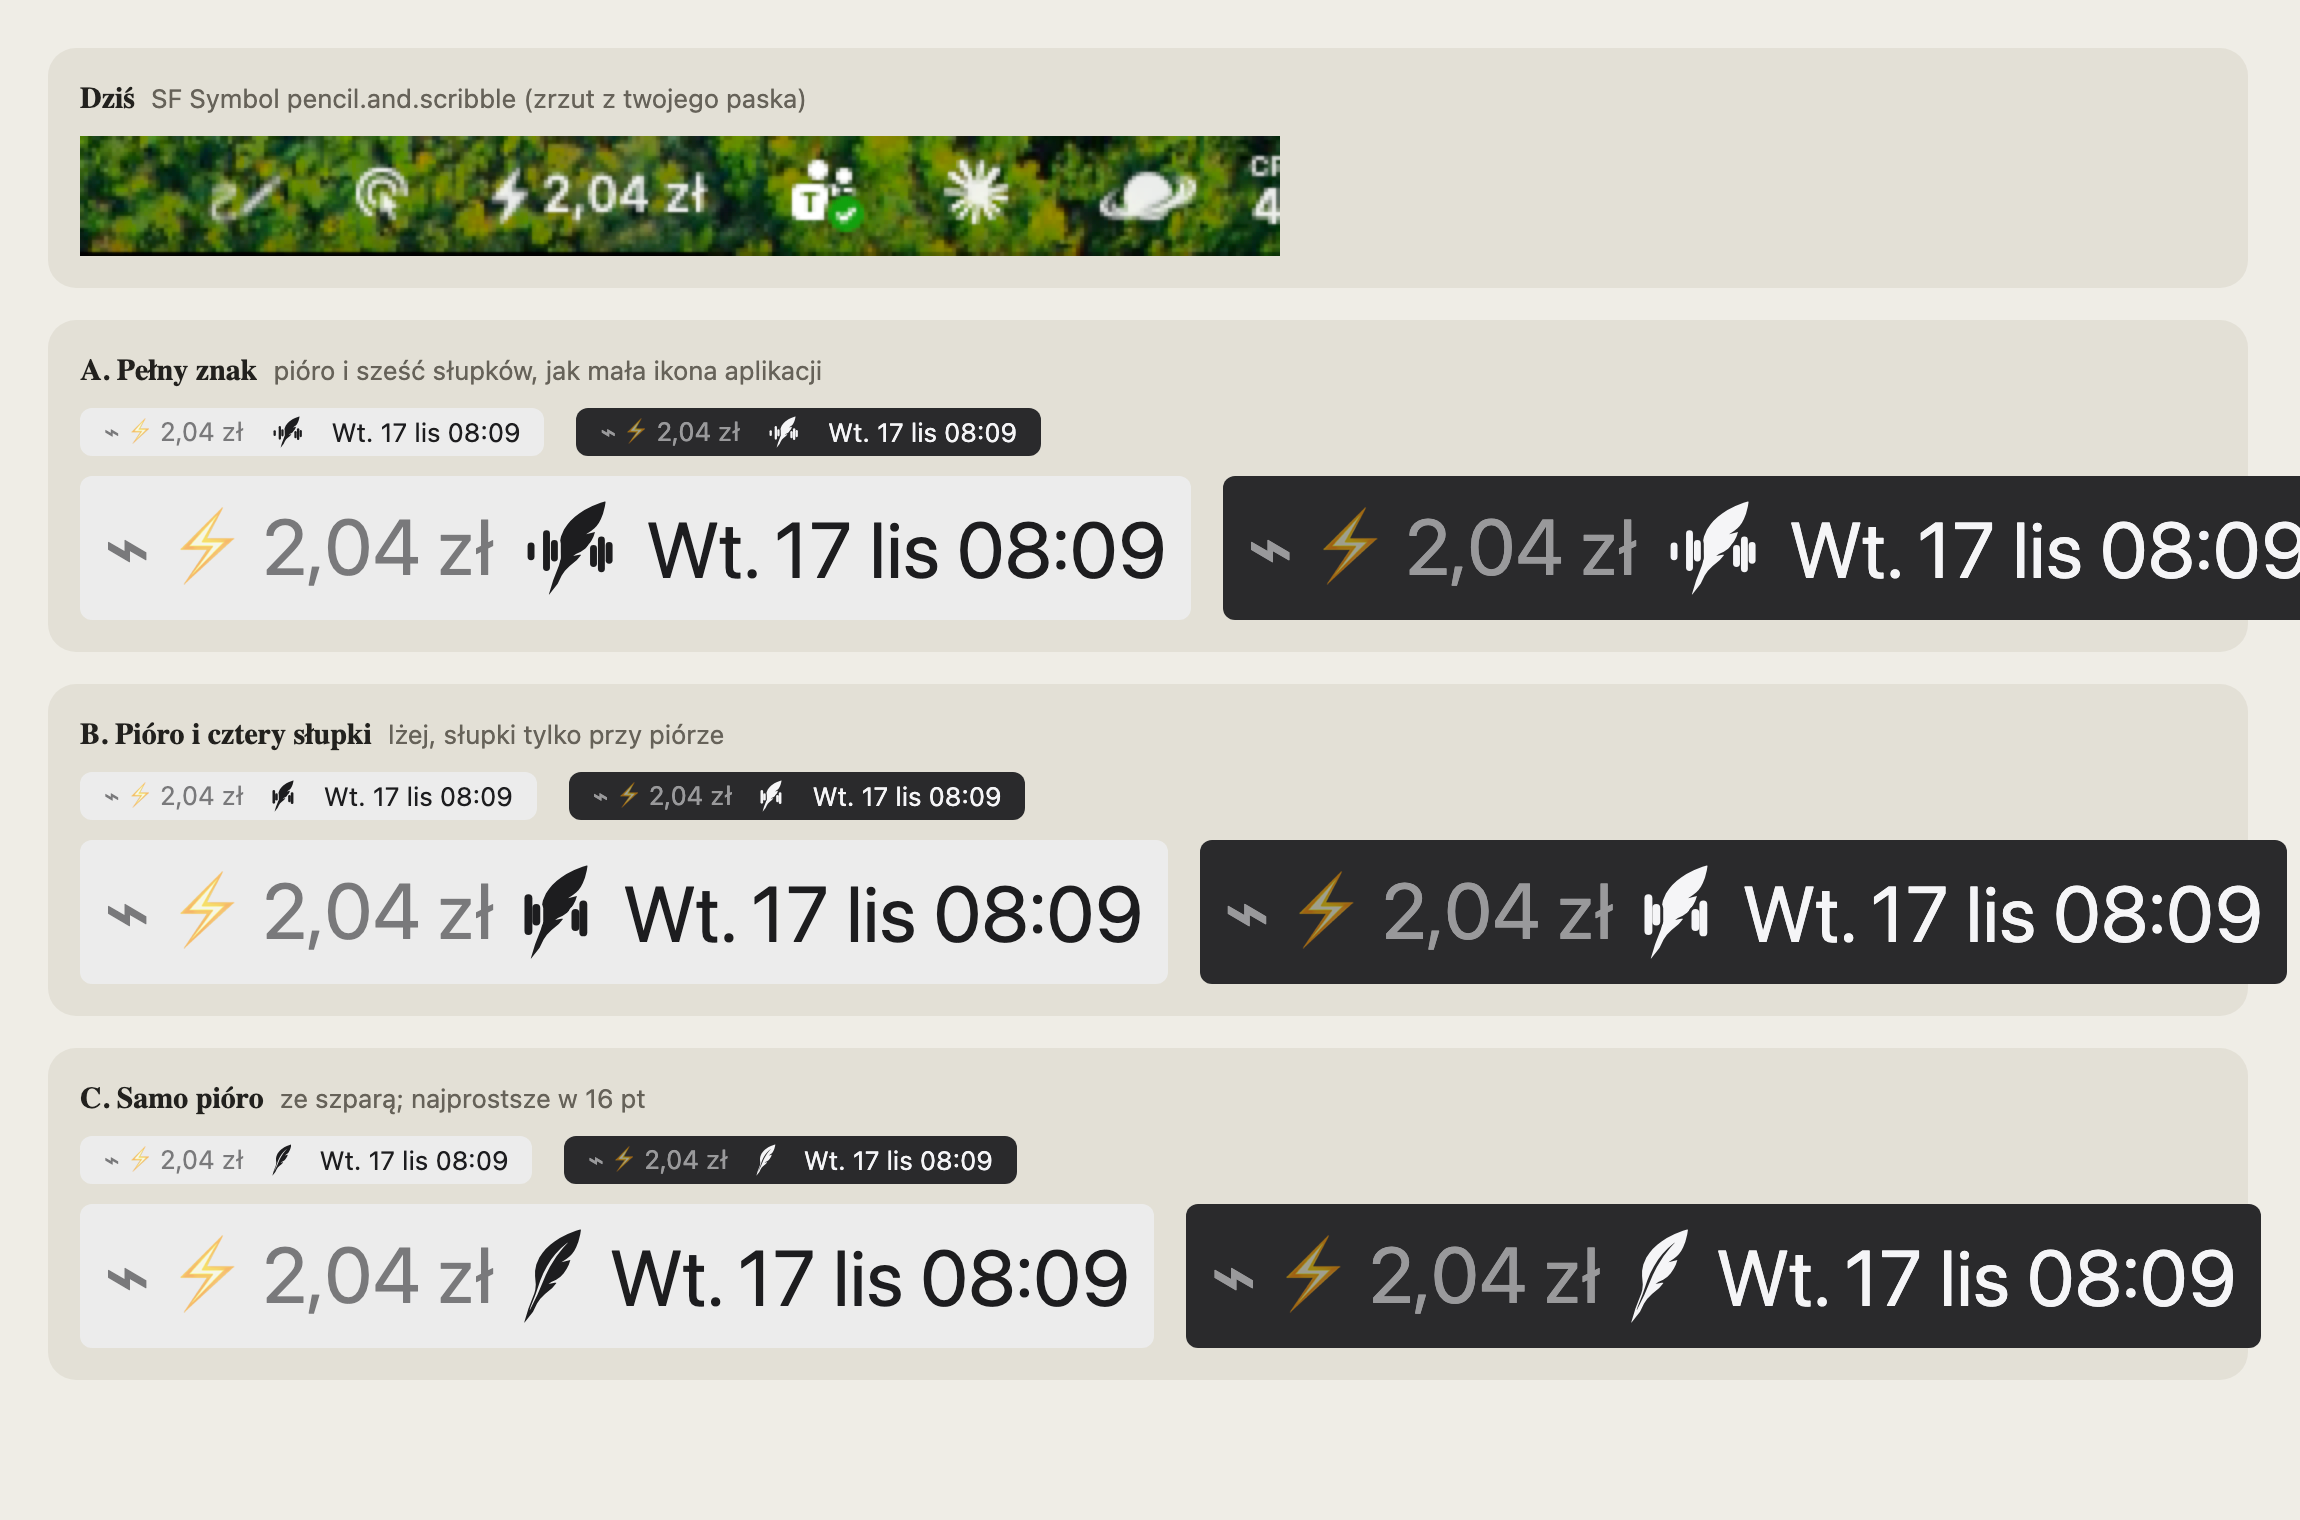 Dziś SF Symbol pencil.and.scribble (zrzut z twojego paska)
2,04 zł T
4
A. Pełny znak pióro i sześć słupków, jak mała ikona aplikacji
2,04 zł Wt. 17 lis 08:09 2,04 zł Wt. 17 lis 08:09
2,04 zł Wt. 17 lis 08:09 2,04 zł Wt. 17 lis 08:09
B. Pióro i cztery słupki lżej, słupki tylko przy piórze
2,04 zł Wt. 17 lis 08:09 2,04 zł Wt. 17 lis 08:09
2,04 zł Wt. 17 lis 08:09 2,04 zł Wt. 17 lis 08:09
C. Samo pióro ze szparą; najprostsze w 16 pt
2,04 zł Wt. 17 lis 08:09 2,04 zł Wt. 17 lis 08:09
2,04 zł Wt. 17 lis 08:09 2,04 zł Wt. 17 lis 08:09